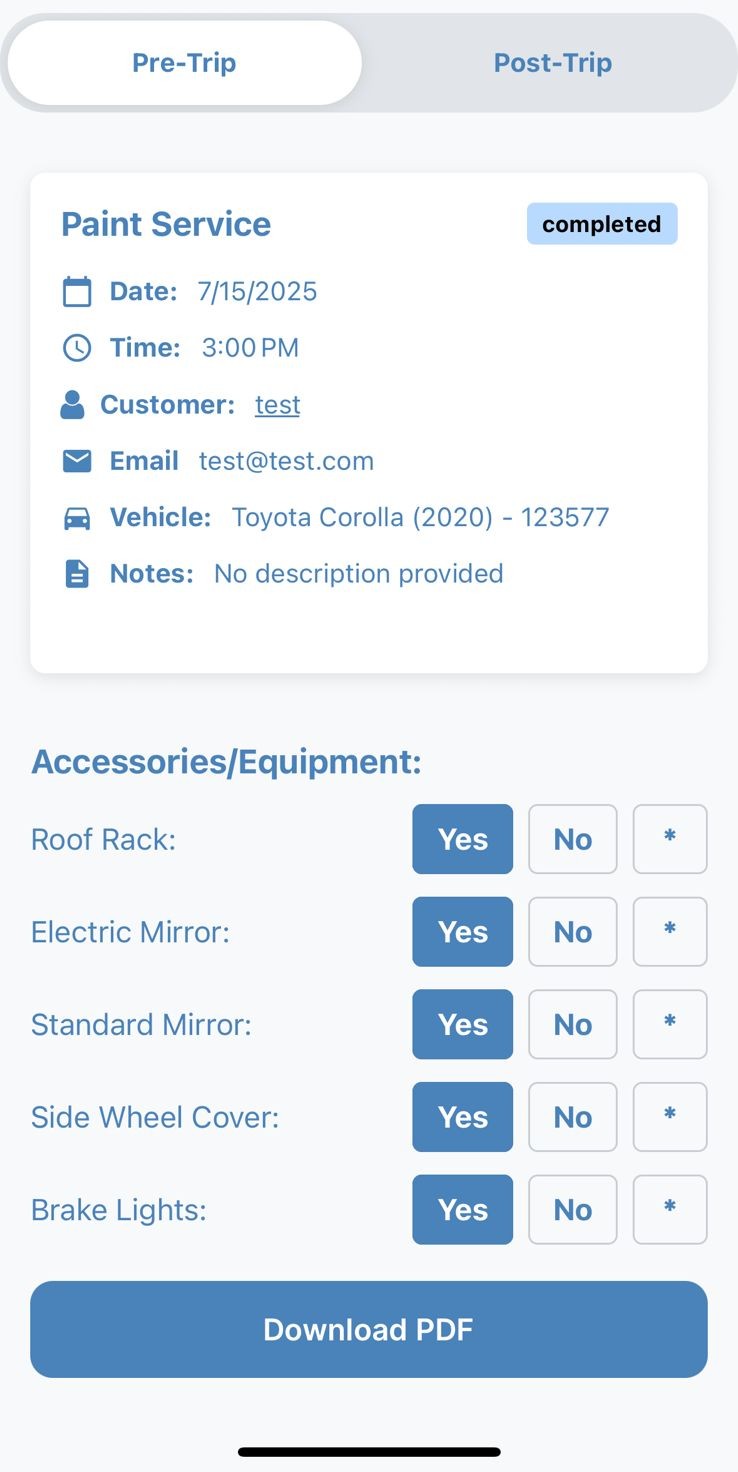 Pre-Trip Post-Trip
Paint Service completed
Date: 7/15/2025
Time: 3:00 PM
Customer: test
Email test@test.com
Vehicle: Toyota Corolla (2020) - 123577
Notes: No description provided
Accessories/Equipment:
Roof Rack: Yes No *
Electric Mirror: Yes No *
Standard Mirror: Yes No *
Side Wheel Cover: Yes No *
Brake Lights: Yes No *
Download PDF